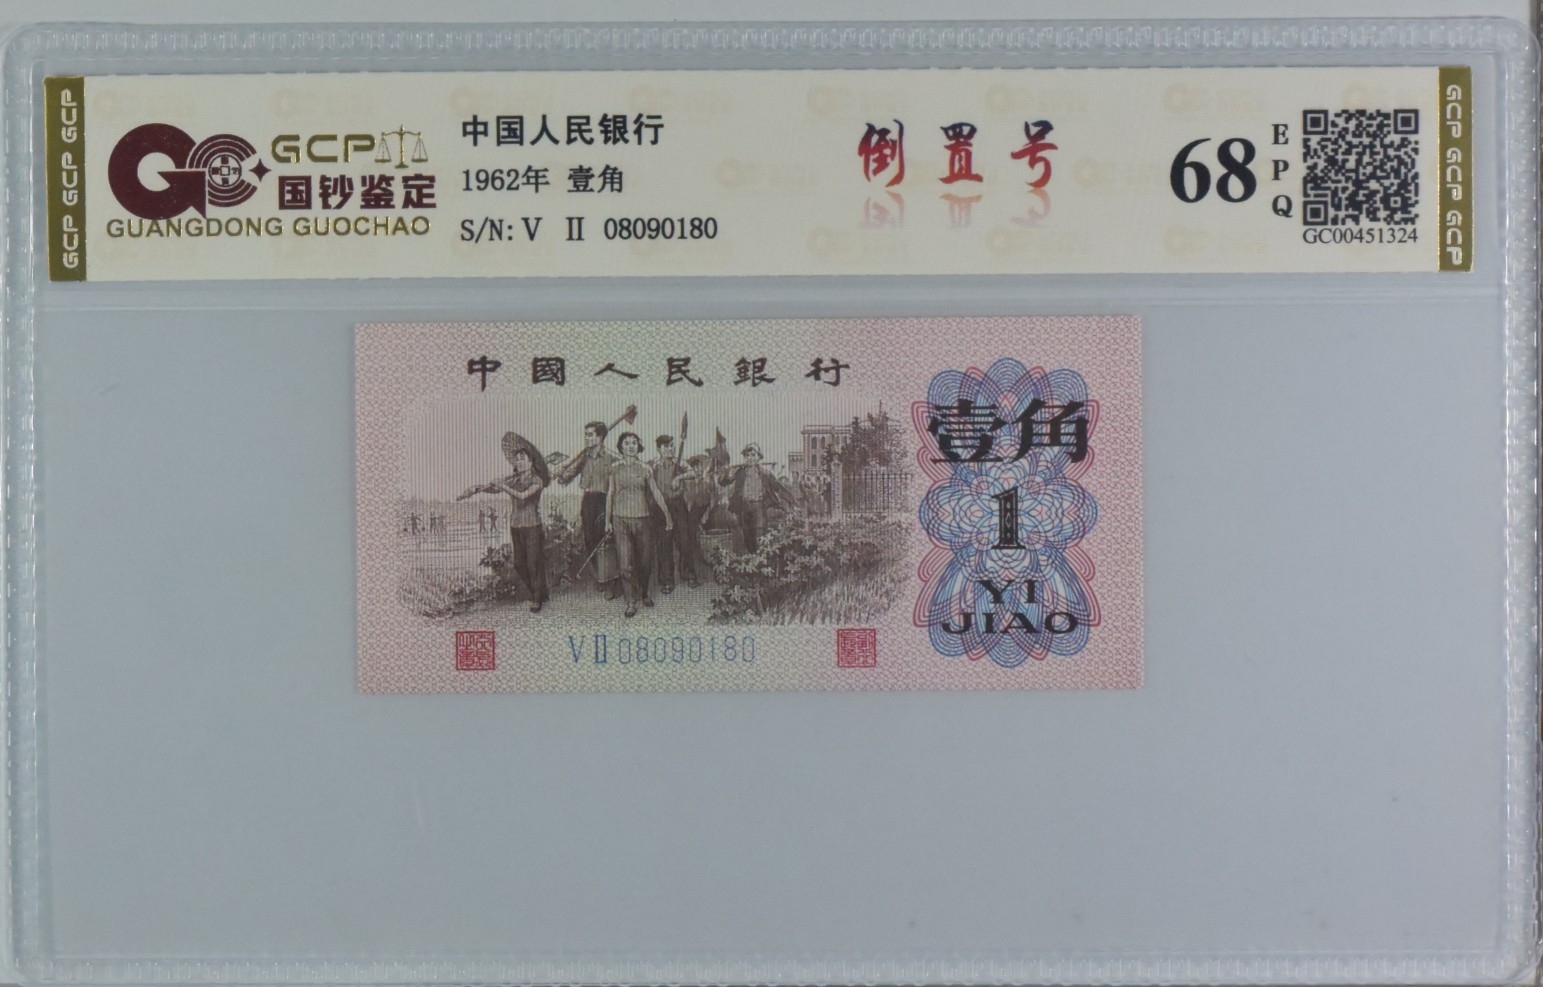 GCP GCP GCP
GCP
国钞鉴定
GUANGDONG GUOCHAO
中国人民银行
1962年 壹角
S/N: V Ⅱ 08090180
倒置号
68
EPQ
GC00451324
GCP GCP GCP
中國人民銀行
壹角
1
YI
JIAO
VⅡ08090180